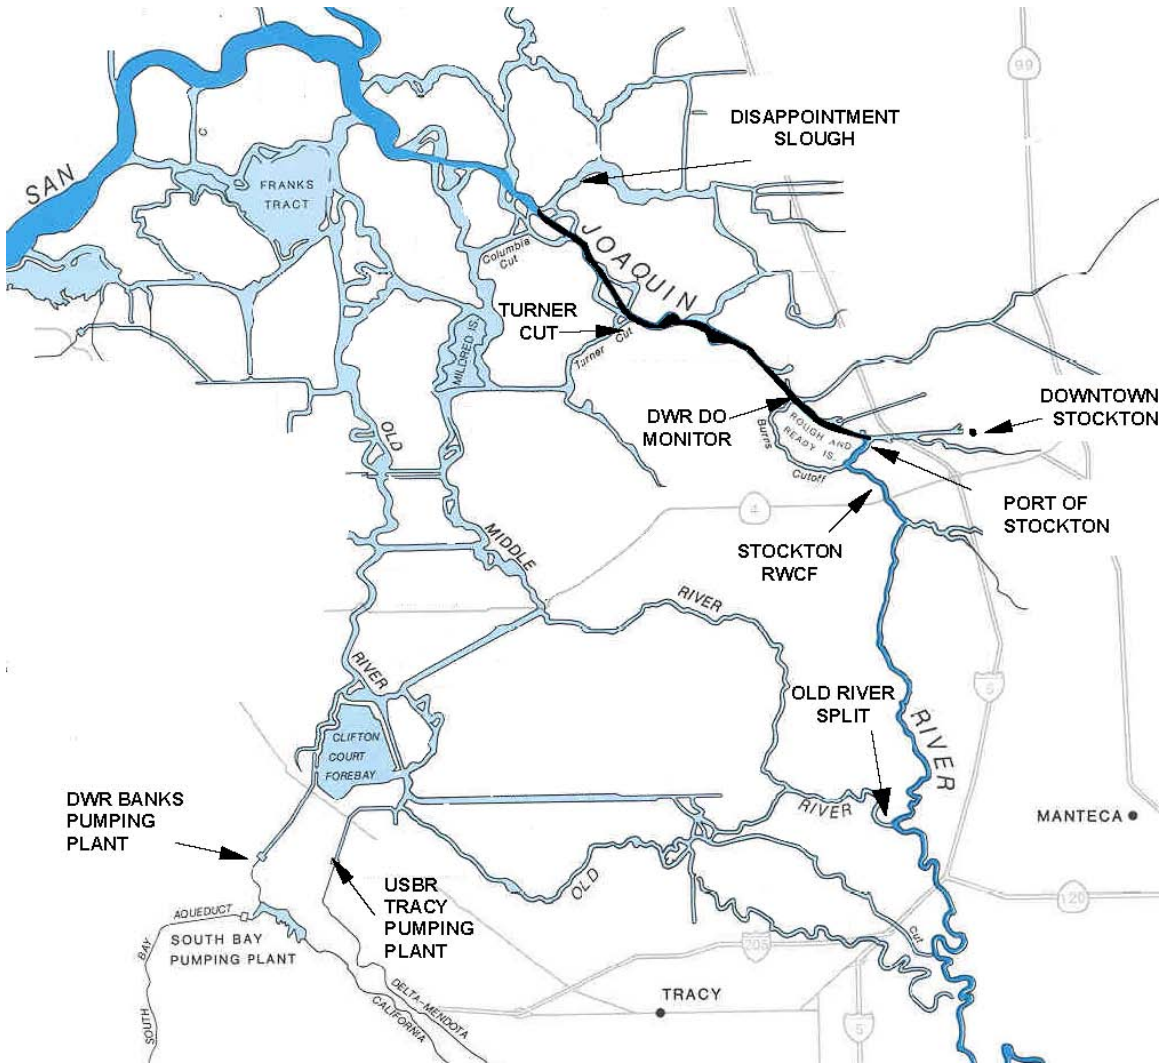 99
DISAPPOINTMENT
SLOUGH
SAN
FRANKS
TRACT
JOAQUIN
Columbia
Cut
TURNER
CUT
Turner Cut
MILDRED IS.
DOWNTOWN
STOCKTON
DWR DO
MONITOR
ROUGH AND
READY IS.
Burns
Cutoff
OLD
PORT OF
STOCKTON
4
STOCKTON
RWCF
MIDDLE
RIVER
RIVER
5
OLD RIVER
SPLIT
RIVER
CLIFTON
COURT
FOREBAY
DWR BANKS
PUMPING
PLANT
RIVER
MANTECA
OLD
USBR
TRACY
PUMPING
PLANT
120
AQUEDUCT
SOUTH BAY
PUMPING PLANT
BAY
SOUTH
205
Cut
DELTA-MENDOTA
CALIFORNIA
TRACY
5